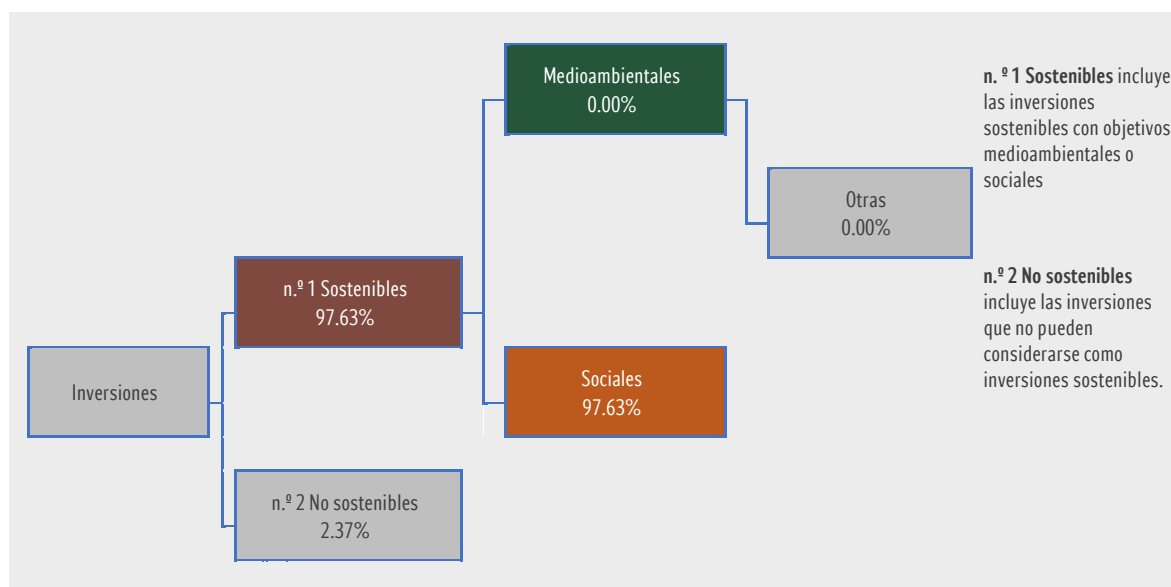 Medioambientales
0.00%
Otras
0.00%
n.º 1 Sostenibles
97.63%
Inversiones
Sociales
97.63%
n.º 2 No sostenibles
2.37%
n. º 1 Sostenibles incluye
las inversiones
sostenibles con objetivos
medioambientales o
sociales
n.º 2 No sostenibles
incluye las inversiones
que no pueden
considerarse como
inversiones sostenibles.